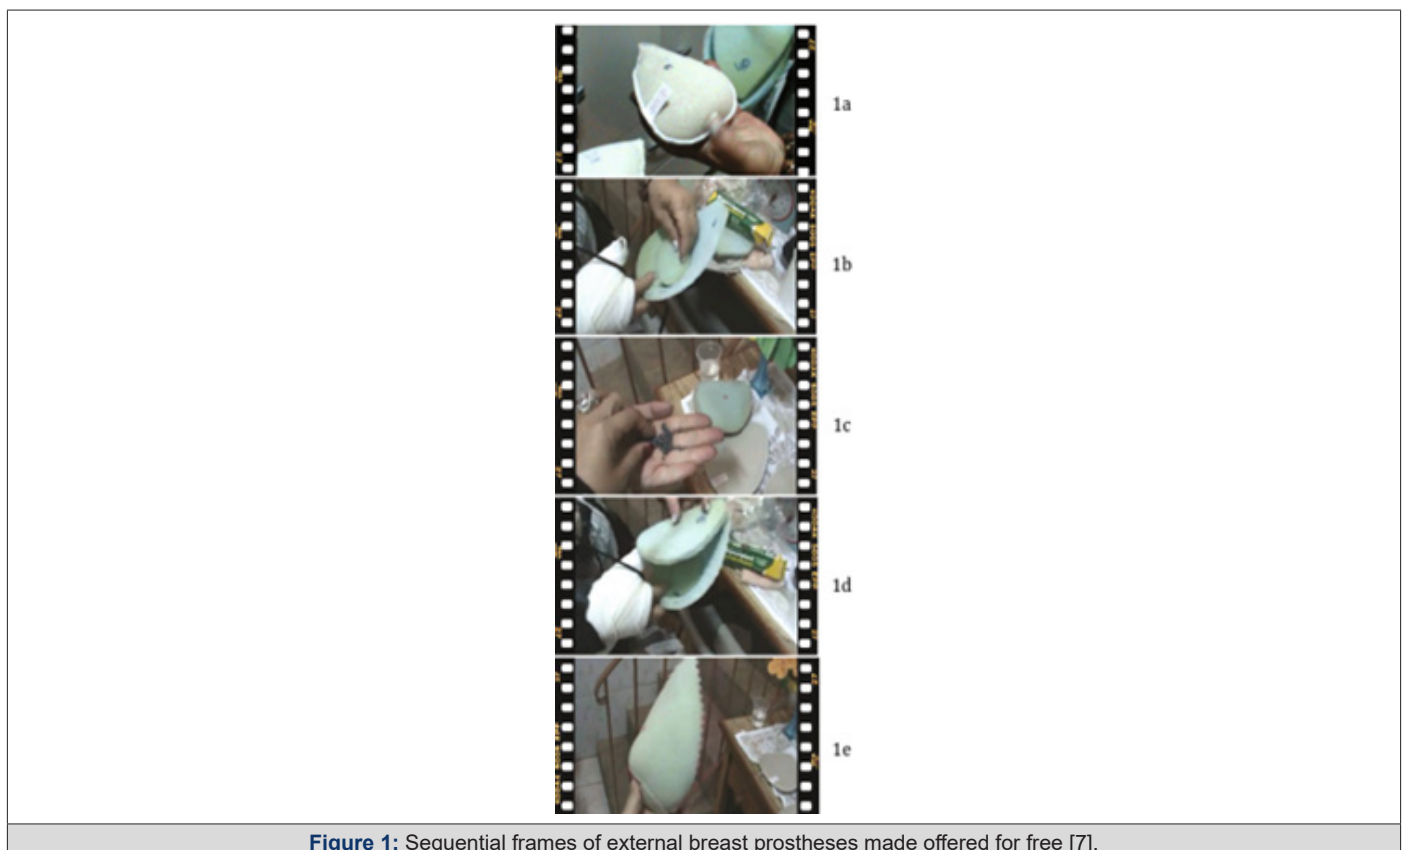 1a
1b
1c
1d
1e
Figure 1: Sequential frames of external breast prostheses made offered for free [7].